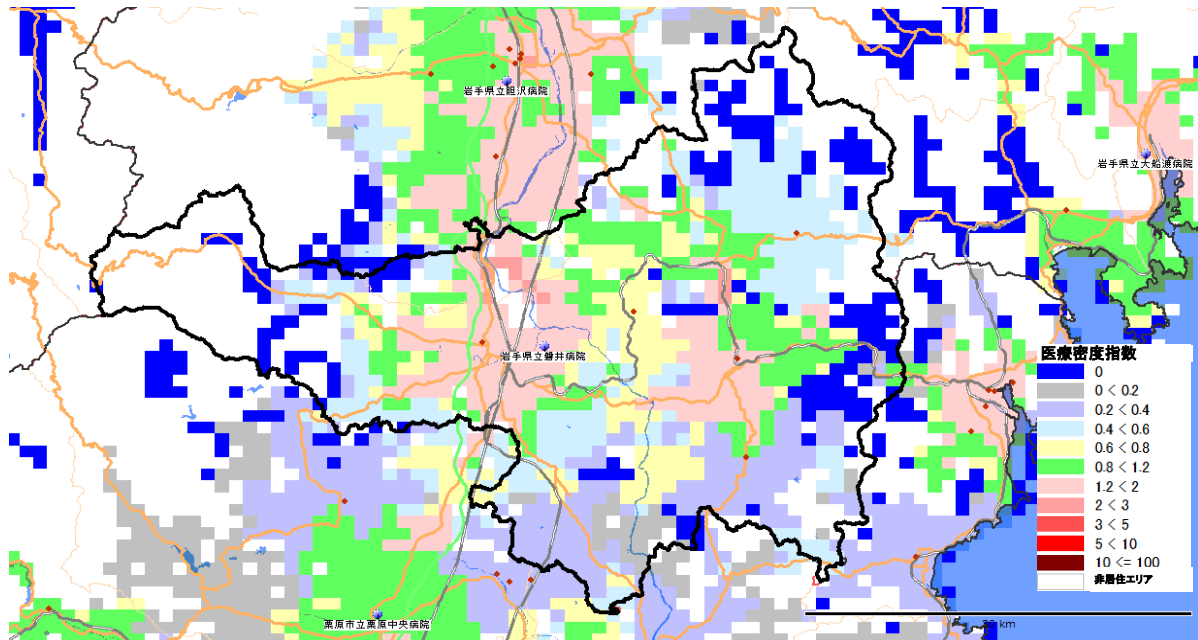 岩手県立胆沢病院
岩手県立大船渡病院
岩手県立磐井病院
医療密度指数
0
0 < 0.2
0.2 < 0.4
0.4 < 0.6
0.6 < 0.8
0.8 < 1.2
1.2 < 2
2 < 3
3 < 5
5 < 10
10 <= 100
非居住エリア
栗原市立栗原中央病院